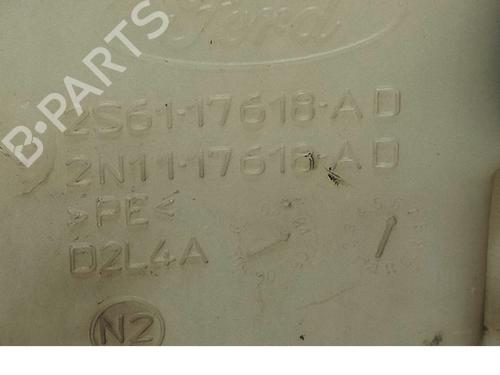 Ford
2S61-17618-AD
2N11-17618-AD
>PE<
D2L4A
N2
B-PARTS